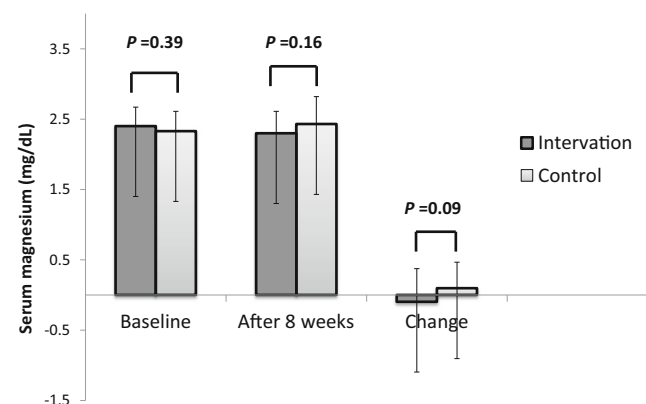 P =0.39
P =0.16
P =0.09
3.5
2.5
1.5
0.5
-0.5
-1.5
Serum magnesium (mg/dL)
Baseline
After 8 weeks
Change
Intervation
Control